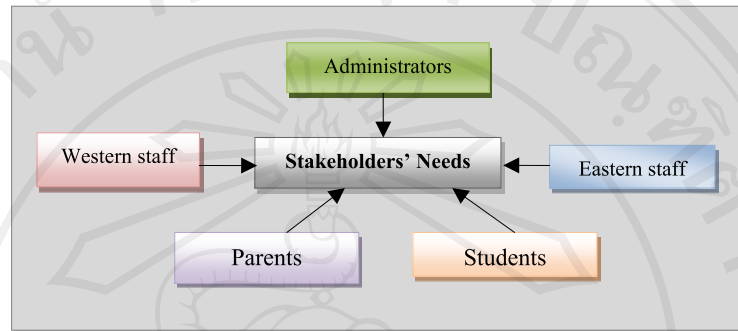 Administrators
Western staff
Stakeholders' Needs
Eastern staff
Parents
Students